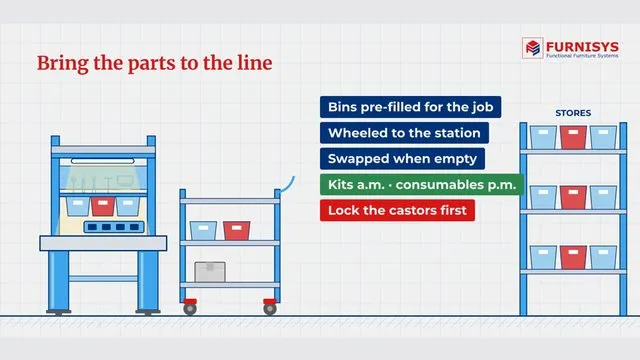 Bring the parts to the line
FURNISYS
Functional Furniture Systems
Bins pre-filled for the job
Wheeled to the station
Swapped when empty
Kits a.m. · consumables p.m.
Lock the castors first
STORES